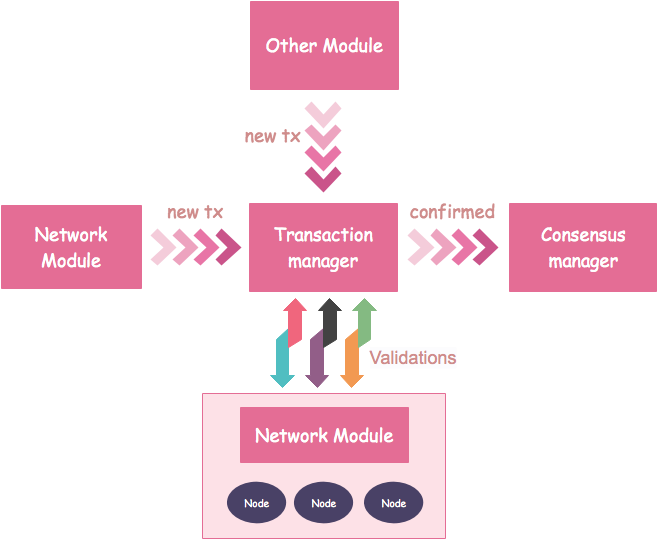 Other Module
new tx
new tx
confirmed
Network
Module
Transaction
manager
Consensus
manager
Validations
Network Module
Node
Node
Node